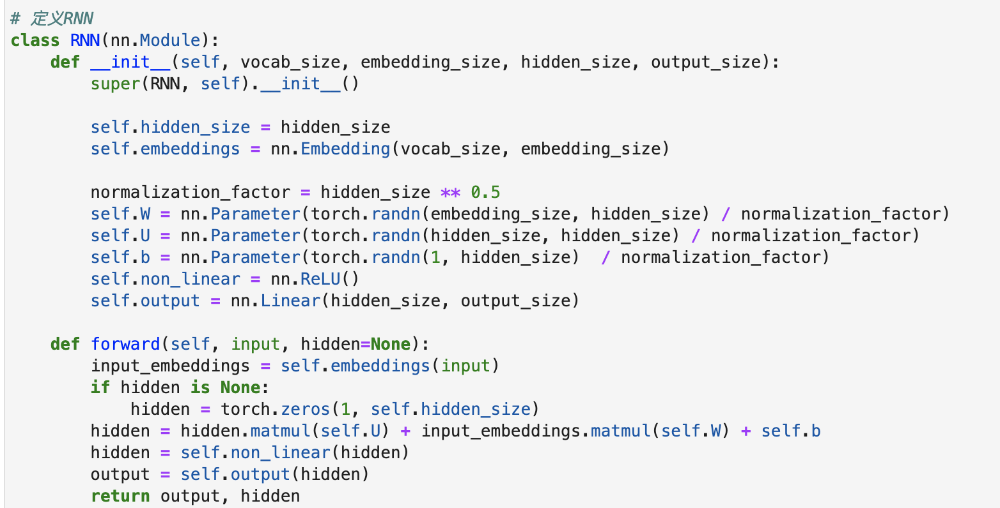 # 定义RNN
class RNN(nn.Module):
    def __init__(self, vocab_size, embedding_size, hidden_size, output_size):
        super(RNN, self).__init__()
        self.hidden_size = hidden_size
        self.embeddings = nn.Embedding(vocab_size, embedding_size)
        normalization_factor = hidden_size ** 0.5
        self.W = nn.Parameter(torch.randn(embedding_size, hidden_size) / normalization_factor)
        self.U = nn.Parameter(torch.randn(hidden_size, hidden_size) / normalization_factor)
        self.b = nn.Parameter(torch.randn(1, hidden_size)  / normalization_factor)
        self.non_linear = nn.ReLU()
        self.output = nn.Linear(hidden_size, output_size)
    def forward(self, input, hidden=None):
        input_embeddings = self.embeddings(input)
        if hidden is None:
            hidden = torch.zeros(1, self.hidden_size)
        hidden = hidden.matmul(self.U) + input_embeddings.matmul(self.W) + self.b
        hidden = self.non_linear(hidden)
        output = self.output(hidden)
        return output, hidden